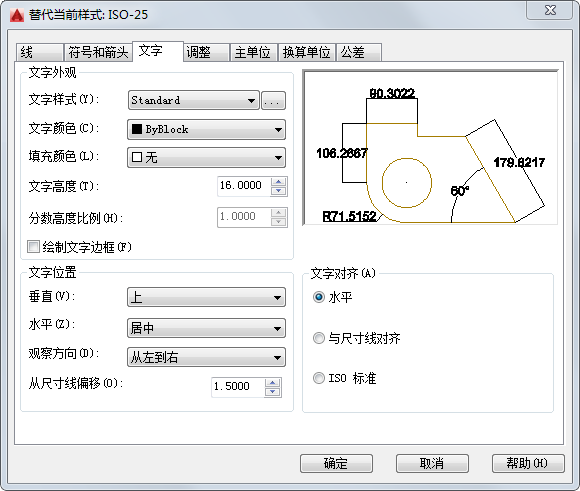 替代当前样式: ISO-25
线 符号和箭头 文字 调整 主单位 换算单位 公差
文字外观
文字样式(Y): Standard ...
文字颜色(C): ByBlock
填充颜色(L): 无
文字高度(T): 16.0000
分数高度比例(H): 1.0000
绘制文字边框(F)
90.3022
106.2667
179.8217
60°
R71.5152
文字位置
垂直(V): 上
水平(Z): 居中
观察方向(D): 从左到右
从尺寸线偏移(O): 1.5000
文字对齐(A)
水平
与尺寸线对齐
ISO 标准
确定 取消 帮助(H)